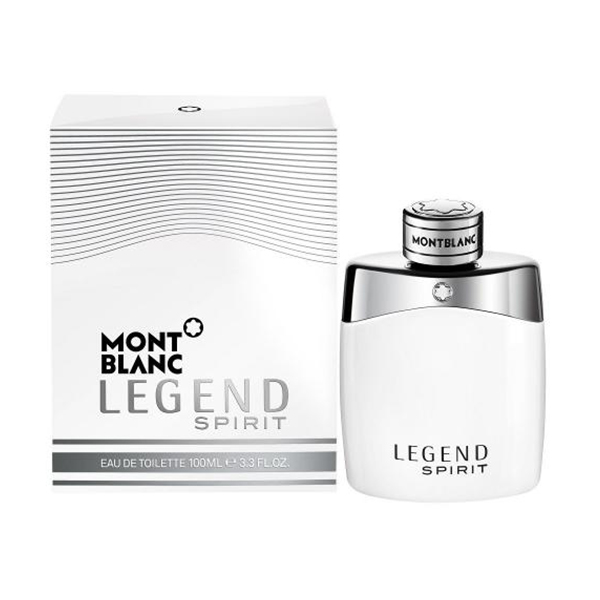 MONT
BLANC
LEGEND
SPIRIT
EAU DE TOILETTE 100ML ℮ 3.3 FL.OZ.
MONTBLANC
LEGEND
SPIRIT